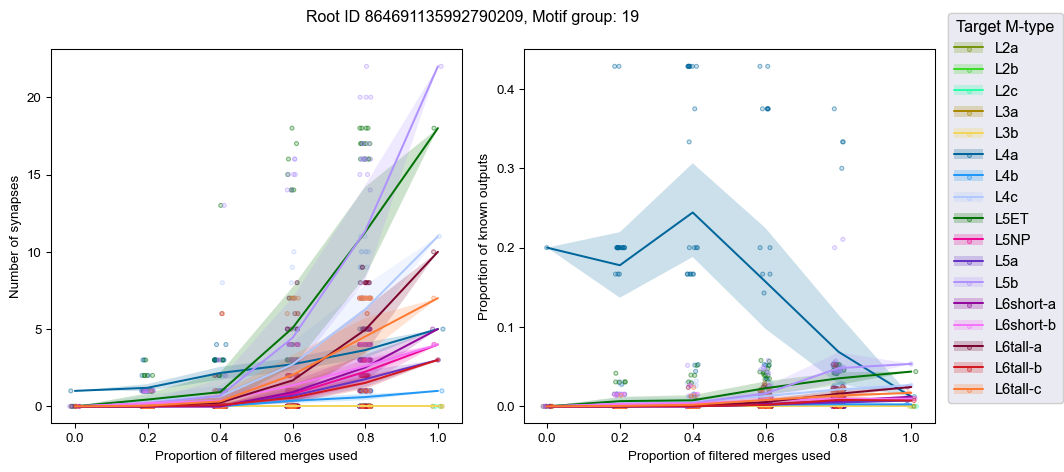 Root ID 864691135992790209, Motif group: 19
Number of synapses
20
15
10
5
0
0.0 0.2 0.4 0.6 0.8 1.0
Proportion of filtered merges used
Proportion of known outputs
0.4
0.3
0.2
0.1
0.0
0.0 0.2 0.4 0.6 0.8 1.0
Proportion of filtered merges used
Target M-type
L2a
L2b
L2c
L3a
L3b
L4a
L4b
L4c
L5ET
L5NP
L5a
L5b
L6short-a
L6short-b
L6tall-a
L6tall-b
L6tall-c